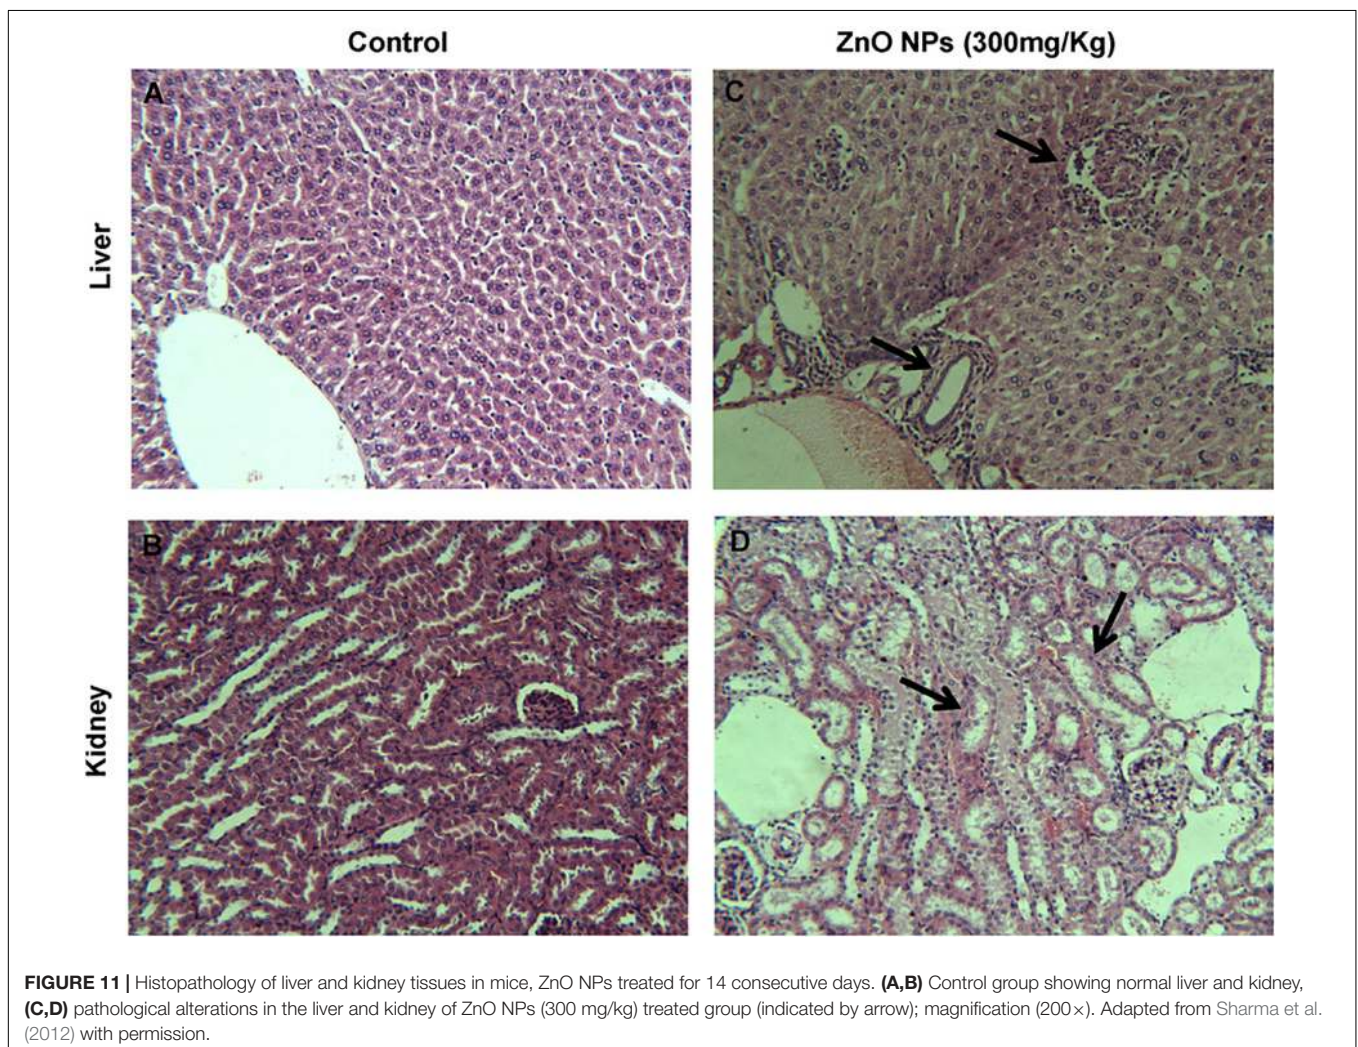 Control
ZnO NPs (300mg/Kg)
A
C
Liver
B
D
Kidney
FIGURE 11 | Histopathology of liver and kidney tissues in mice, ZnO NPs treated for 14 consecutive days. (A,B) Control group showing normal liver and kidney,
(C,D) pathological alterations in the liver and kidney of ZnO NPs (300 mg/kg) treated group (indicated by arrow); magnification (200×). Adapted from Sharma et al.
(2012) with permission.